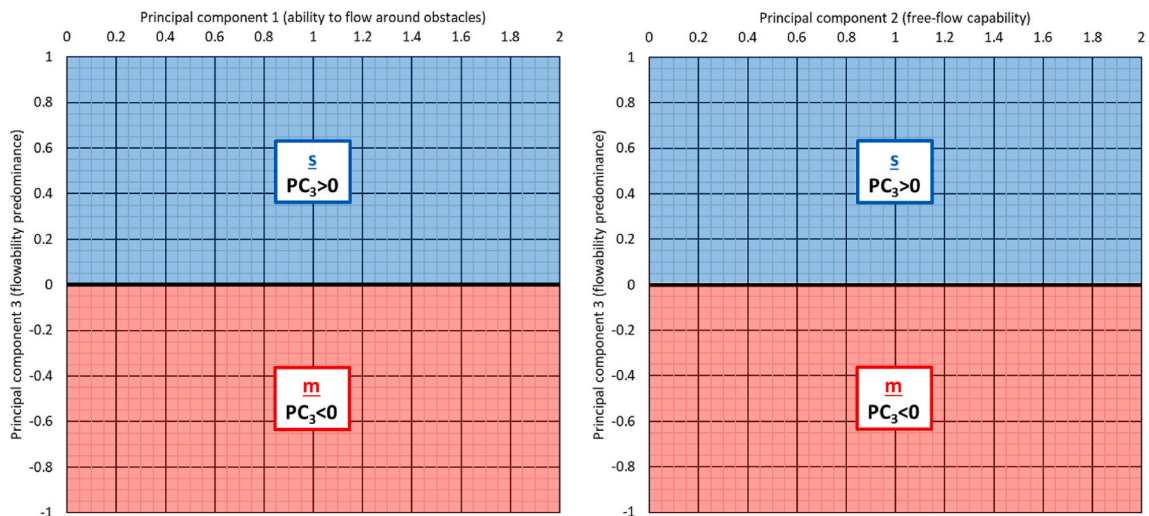 Principal component 1 (ability to flow around obstacles)
0 0.2 0.4 0.6 0.8 1 1.2 1.4 1.6 1.8 2
Principal component 3 (flowability predominance)
1
0.8
0.6
0.4
0.2
0
-0.2
-0.4
-0.6
-0.8
-1
s
PC₃>0
m
PC₃<0
Principal component 2 (free-flow capability)
0 0.2 0.4 0.6 0.8 1 1.2 1.4 1.6 1.8 2
Principal component 3 (flowability predominance)
1
0.8
0.6
0.4
0.2
0
-0.2
-0.4
-0.6
-0.8
-1
s
PC₃>0
m
PC₃<0